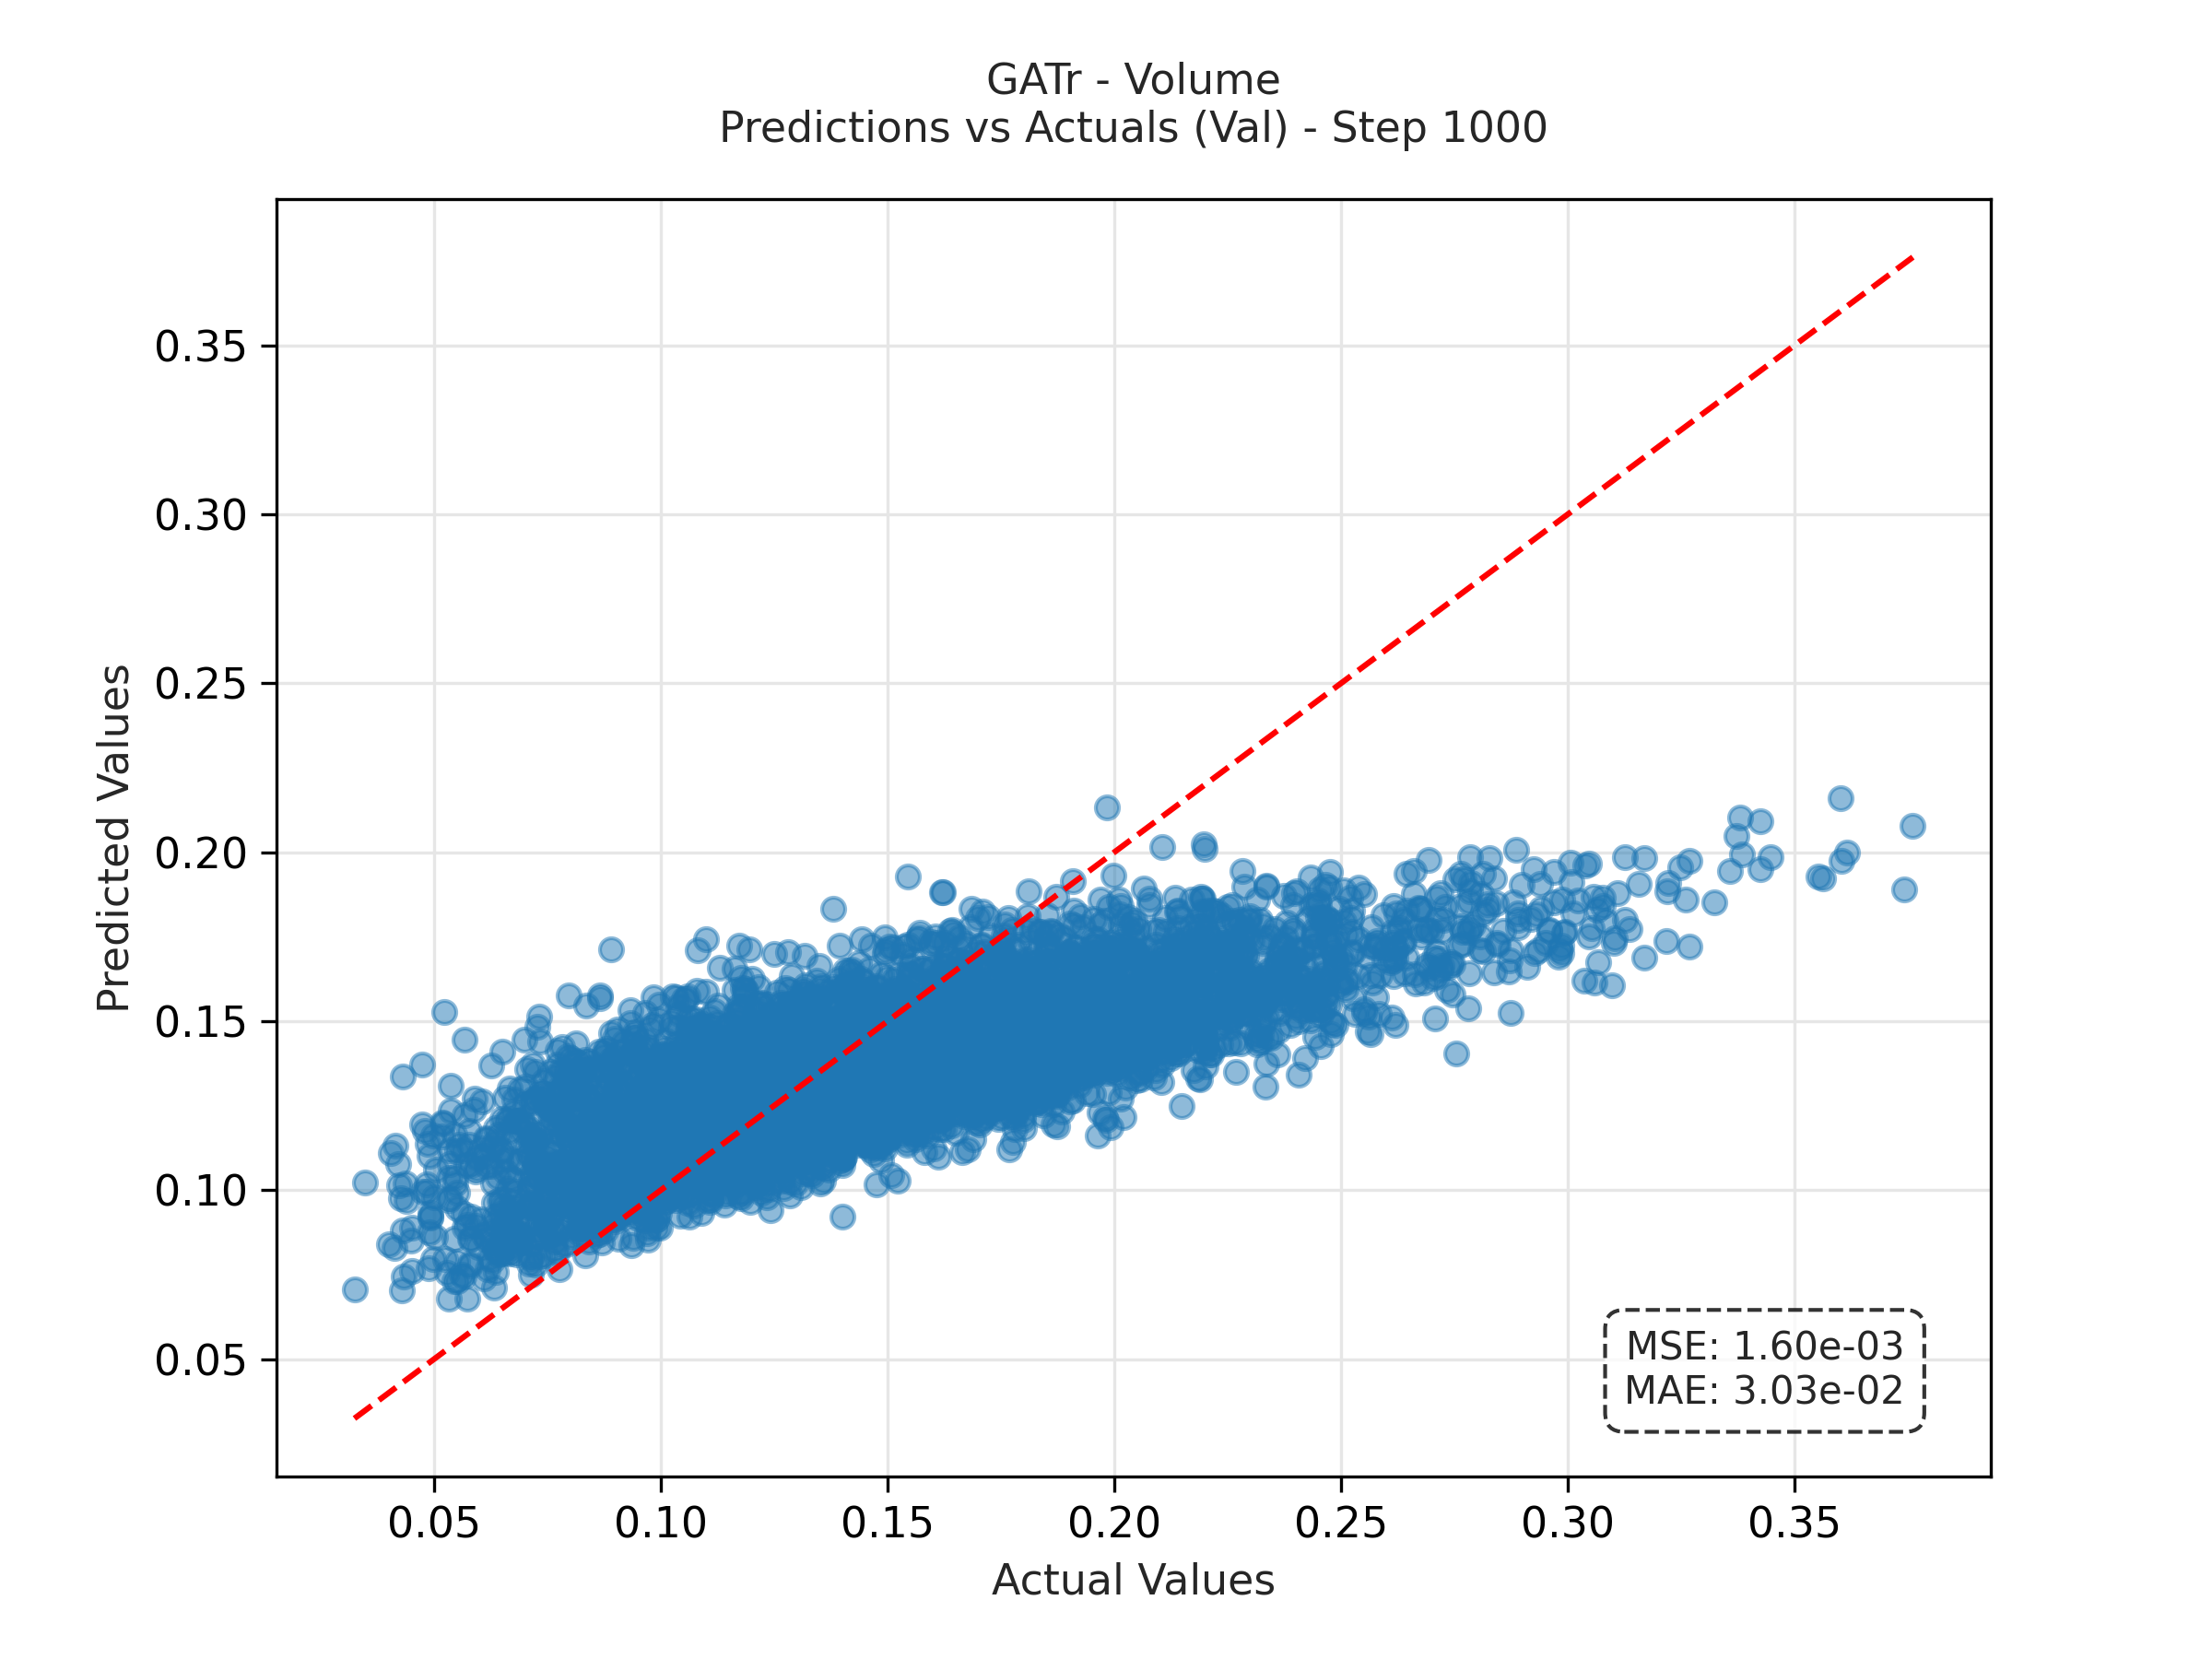 GATr - Volume
Predictions vs Actuals (Val) - Step 1000
Predicted Values
0.35
0.30
0.25
0.20
0.15
0.10
0.05
MSE: 1.60e-03
MAE: 3.03e-02
0.05 0.10 0.15 0.20 0.25 0.30 0.35
Actual Values